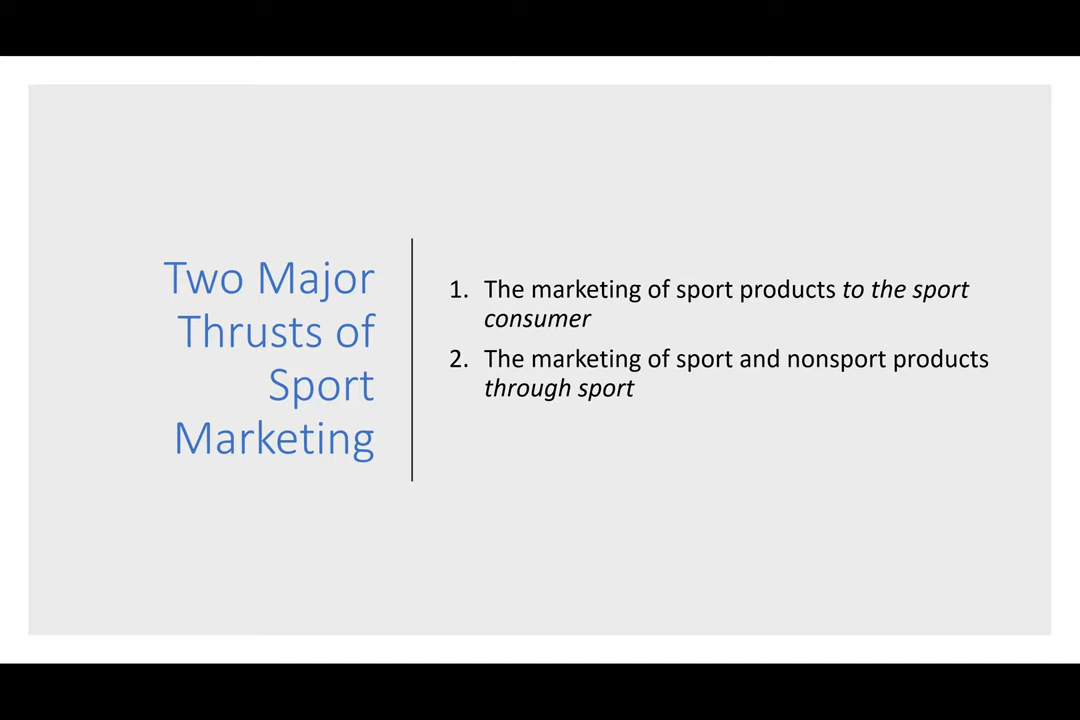 Two Major
Thrusts of
Sport
Marketing
1. The marketing of sport products to the sport
consumer
2. The marketing of sport and nonsport products
through sport